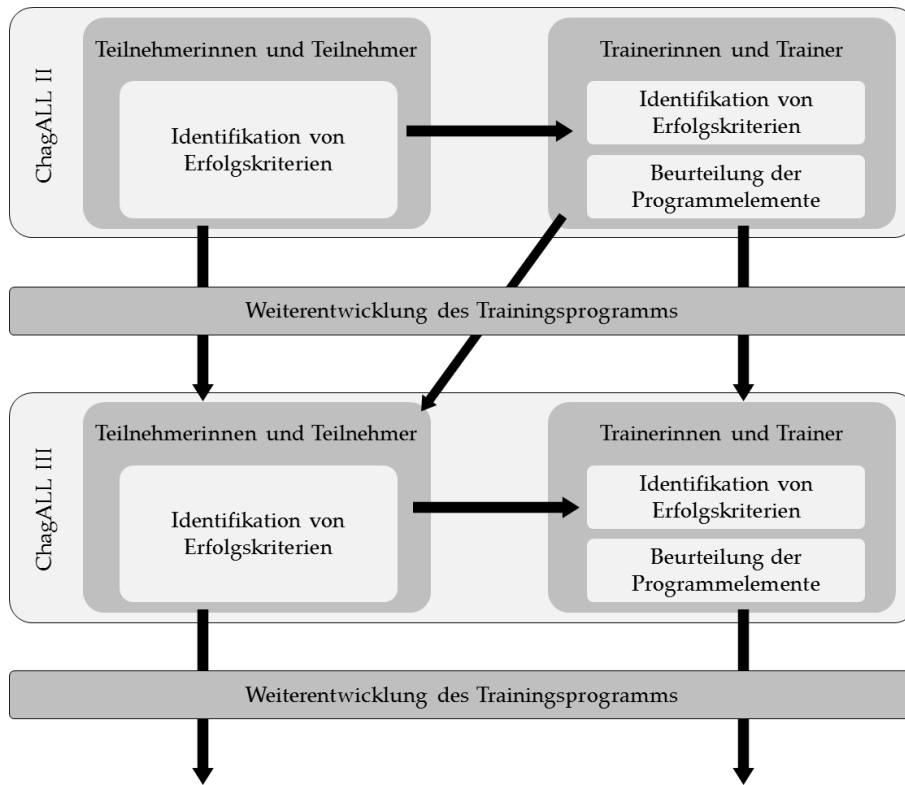 ChagALL II
Teilnehmerinnen und Teilnehmer
Identifikation von
Erfolgskriterien
Trainerinnen und Trainer
Identifikation von
Erfolgskriterien
Beurteilung der
Programmelemente
Weiterentwicklung des Trainingsprogramms
ChagALL III
Teilnehmerinnen und Teilnehmer
Identifikation von
Erfolgskriterien
Trainerinnen und Trainer
Identifikation von
Erfolgskriterien
Beurteilung der
Programmelemente
Weiterentwicklung des Trainingsprogramms